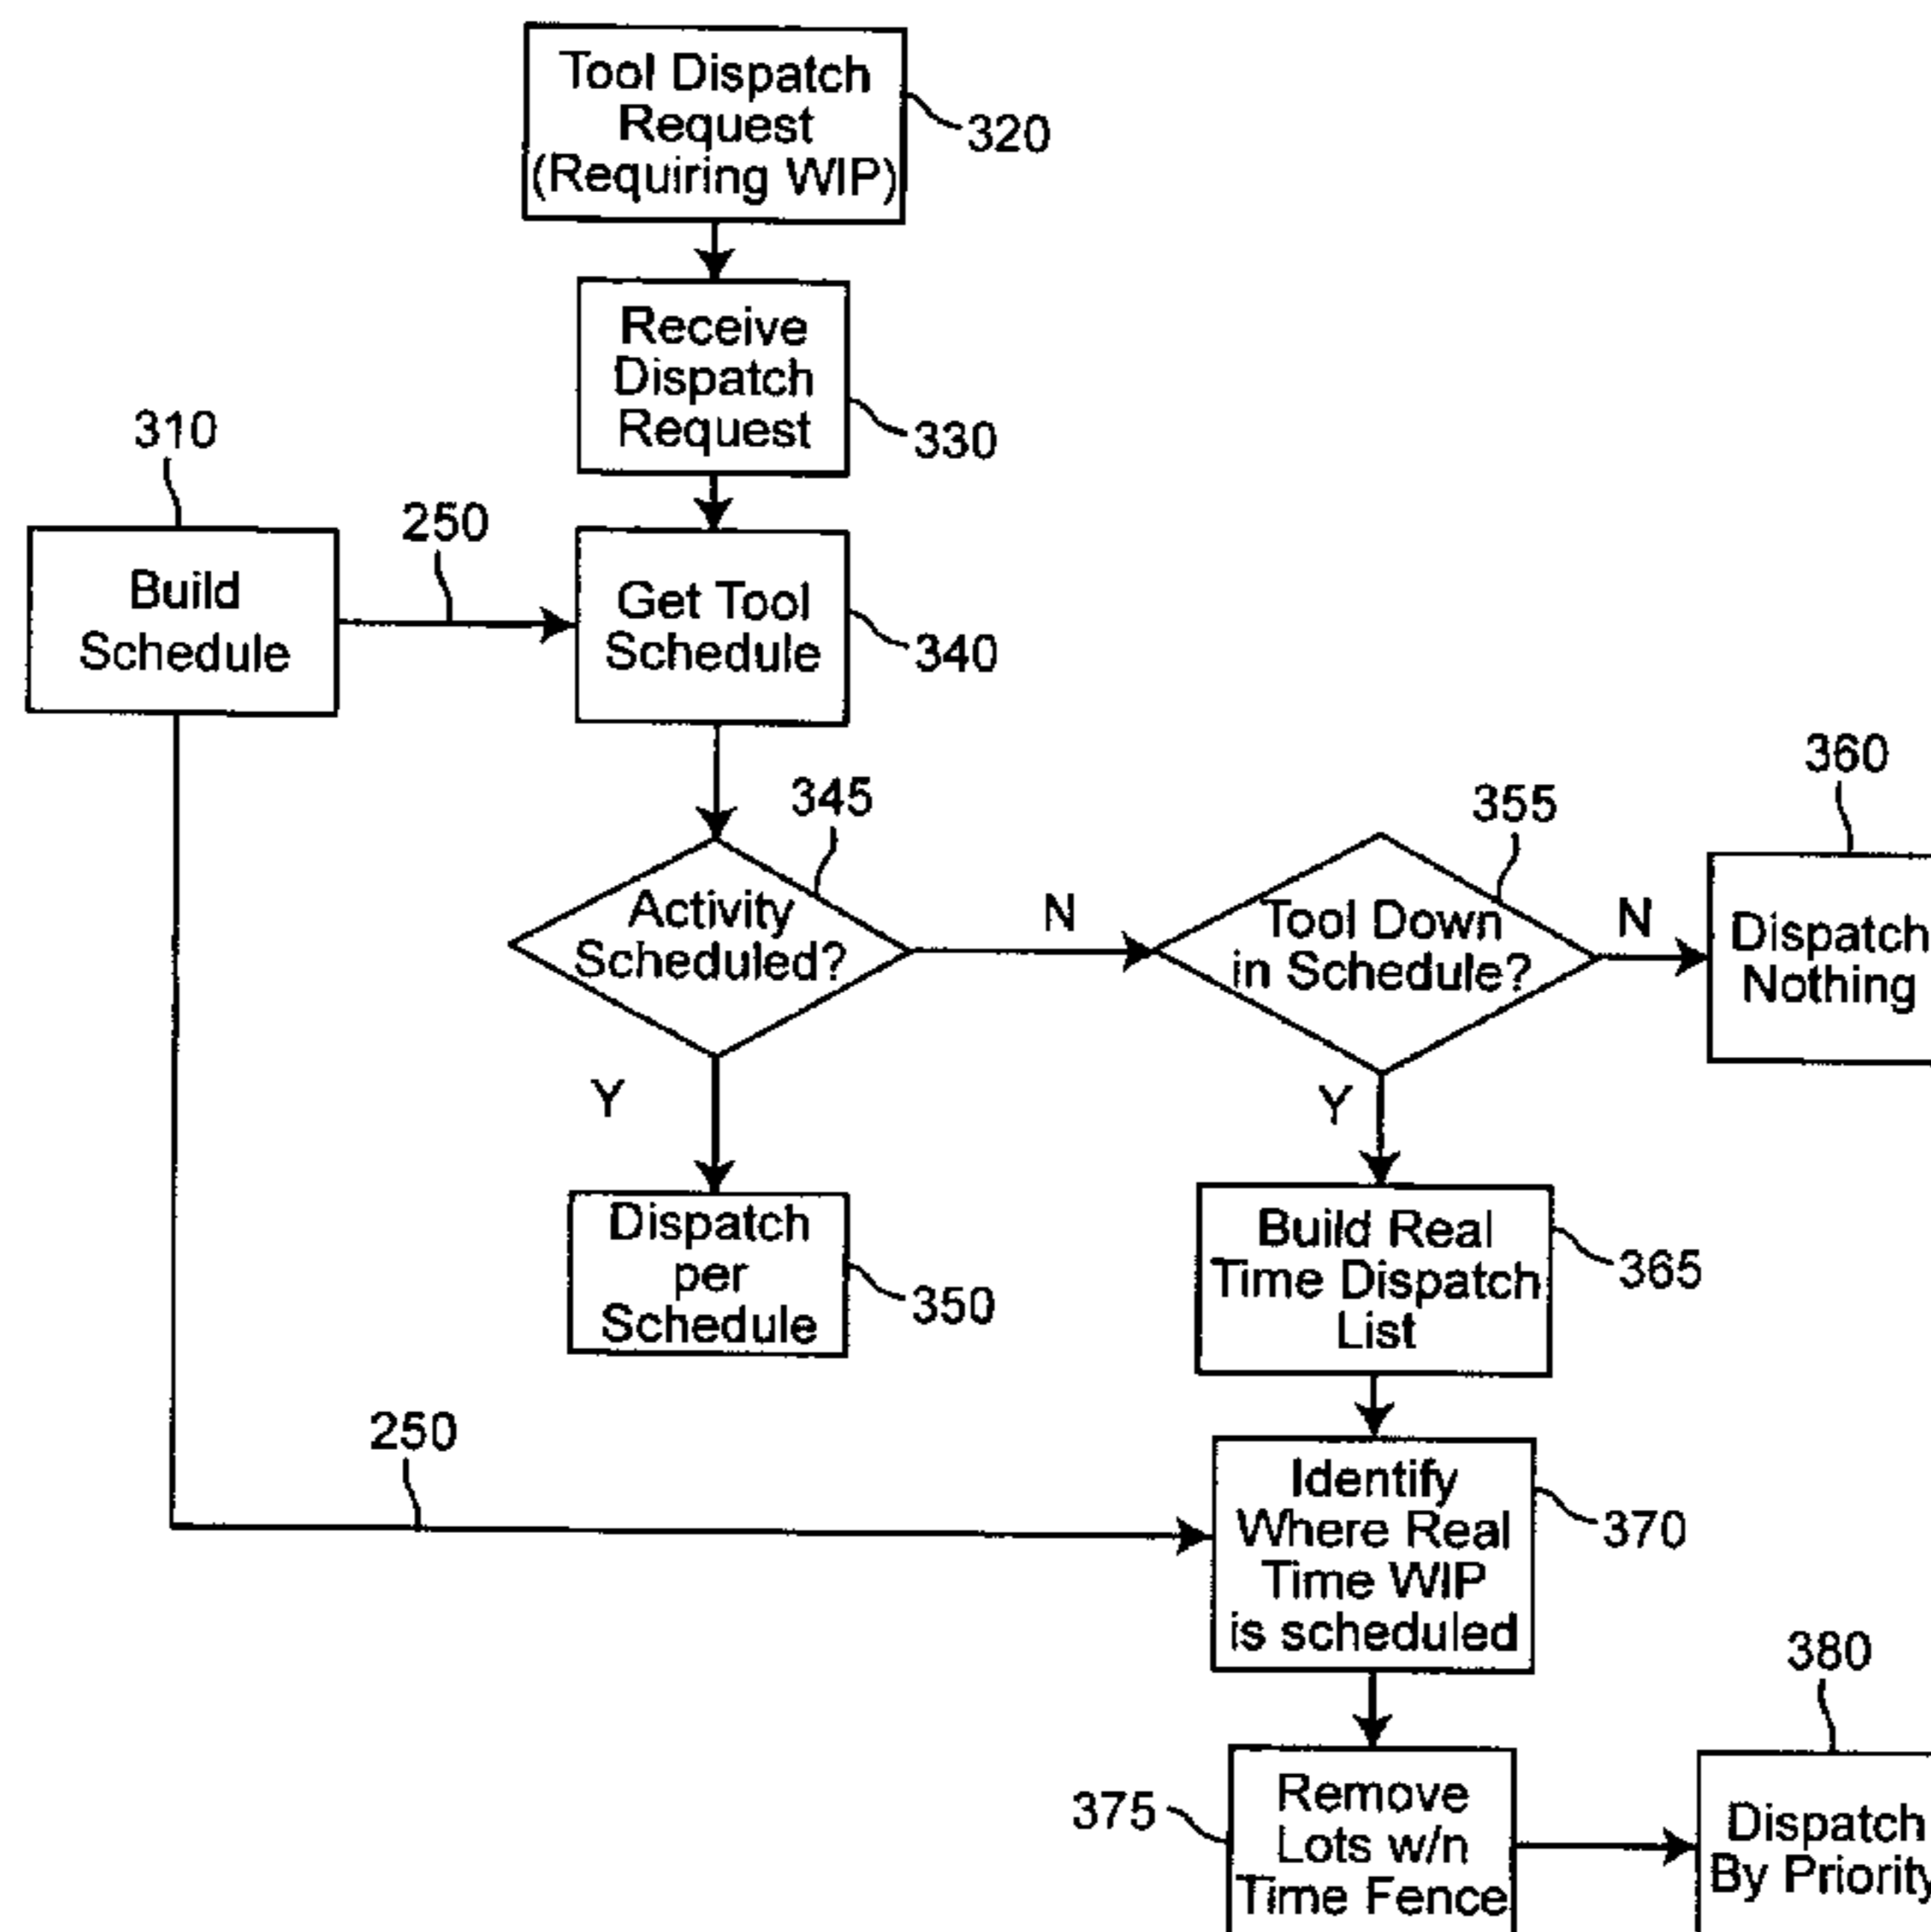 Tool Dispatch
Request
(Requiring WIP)
320
Receive
Dispatch
Request
330
310
250
Build
Schedule
Get Tool
Schedule
340
345
Activity
Scheduled?
N
355
Tool Down
in Schedule?
N
360
Dispatch
Nothing
Y
Dispatch
per
Schedule
350
Y
Build Real
Time Dispatch
List
365
250
Identify
Where Real
Time WIP
is scheduled
370
375
Remove
Lots w/n
Time Fence
380
Dispatch
By Priority